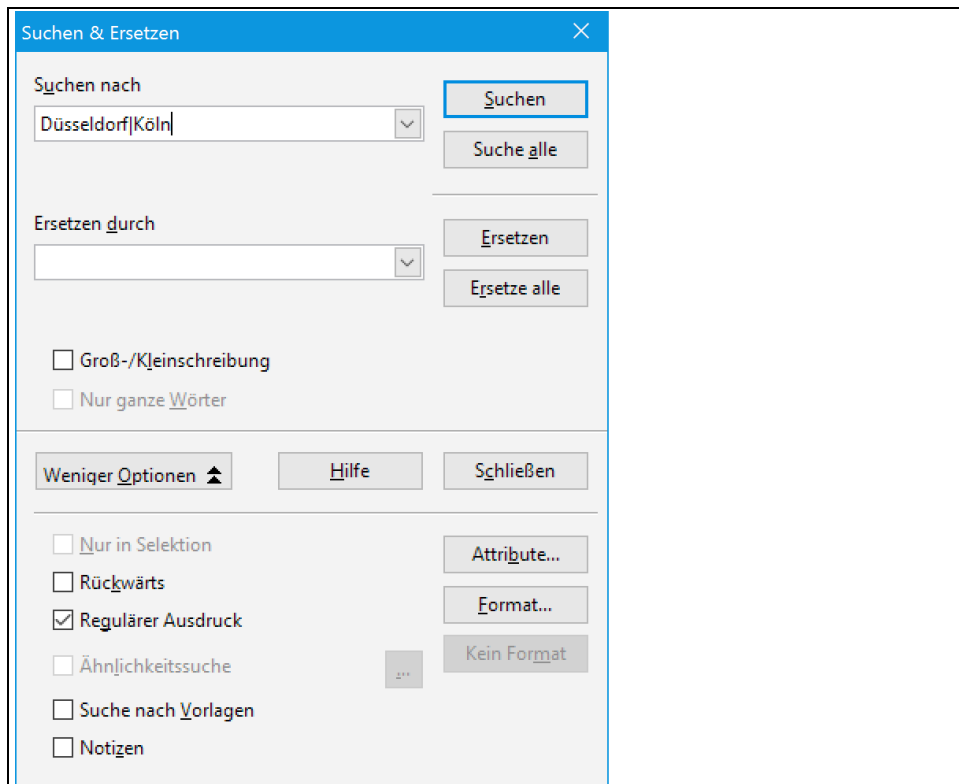 Suchen & Ersetzen
Suchen nach
Suchen
Düsseldorf|Köln
Suche alle
Ersetzen durch
Ersetzen
Ersetze alle
Groß-/Kleinschreibung
Nur ganze Wörter
Weniger Optionen
Hilfe
Schließen
Nur in Selektion
Attribute...
Rückwärts
Format...
Regulärer Ausdruck
Kein Format
Ähnlichkeitssuche
...
Suche nach Vorlagen
Notizen